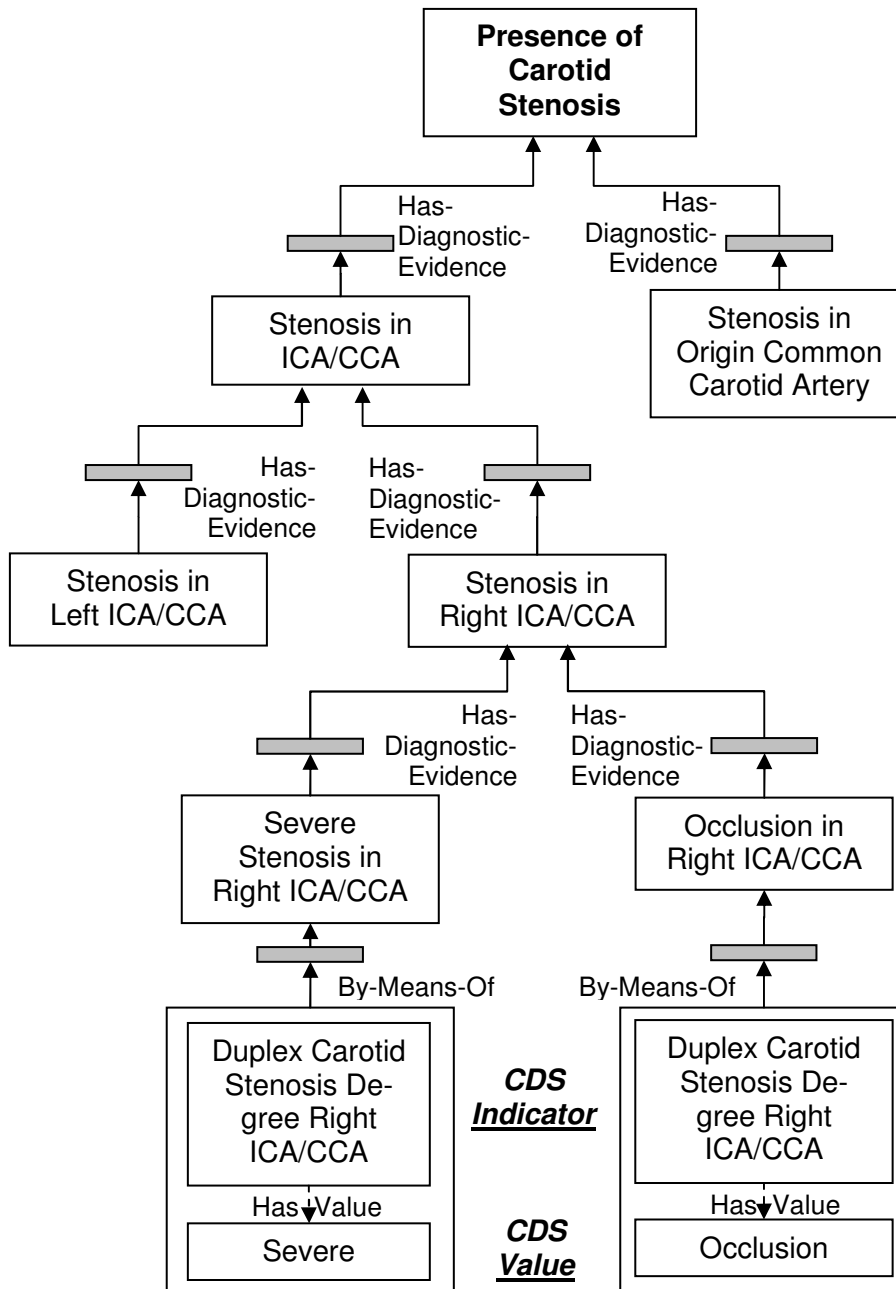 Presence of
Carotid
Stenosis
Has-
Diagnostic-
Evidence
Has-
Diagnostic-
Evidence
Stenosis in
ICA/CCA
Stenosis in
Origin Common
Carotid Artery
Has-
Diagnostic-
Evidence
Has-
Diagnostic-
Evidence
Stenosis in
Left ICA/CCA
Stenosis in
Right ICA/CCA
Has-
Diagnostic-
Evidence
Has-
Diagnostic-
Evidence
Severe
Stenosis in
Right ICA/CCA
Occlusion in
Right ICA/CCA
By-Means-Of
By-Means-Of
Duplex Carotid
Stenosis De-
gree Right
ICA/CCA
CDS
Indicator
Duplex Carotid
Stenosis De-
gree Right
ICA/CCA
Has Value
Has Value
Severe
CDS
Value
Occlusion